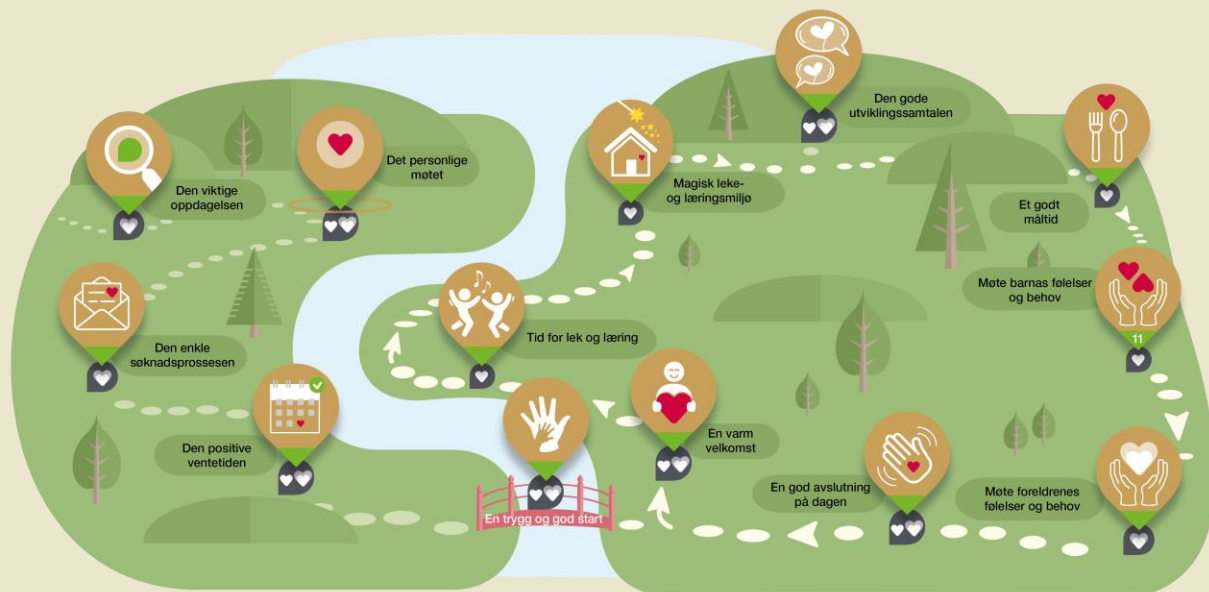 Den viktige
oppdagelsen
Det personlige
møtet
Den enkle
søknadsprossesen
Den positive
ventetiden
En trygg og god start
En varm
velkomst
Tid for lek og læring
Magisk leke-
og læringsmiljø
Den gode
utviklingssamtalen
Et godt
måltid
Møte barnas følelser
og behov
11
Møte foreldrenes
følelser og behov
En god avslutning
på dagen